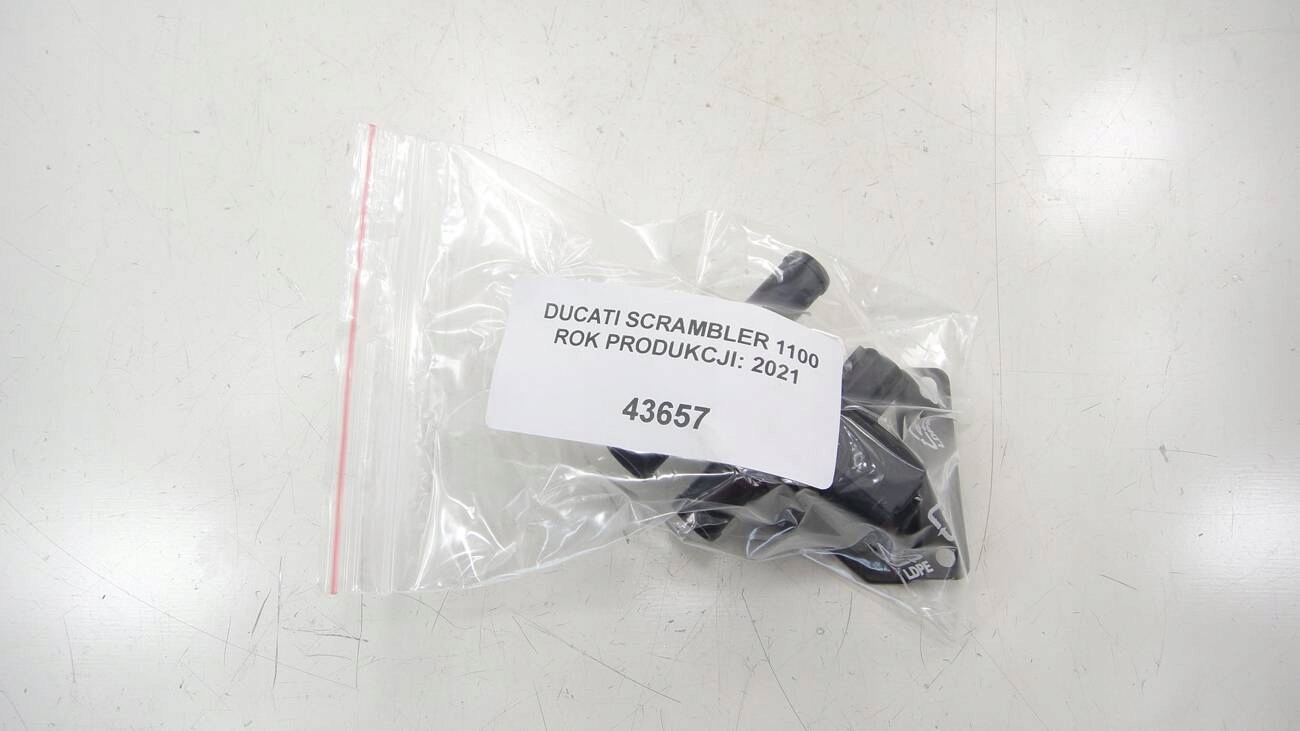 DUCATI SCRAMBLER 1100
ROK PRODUKCJI: 2021
43657
LDPE